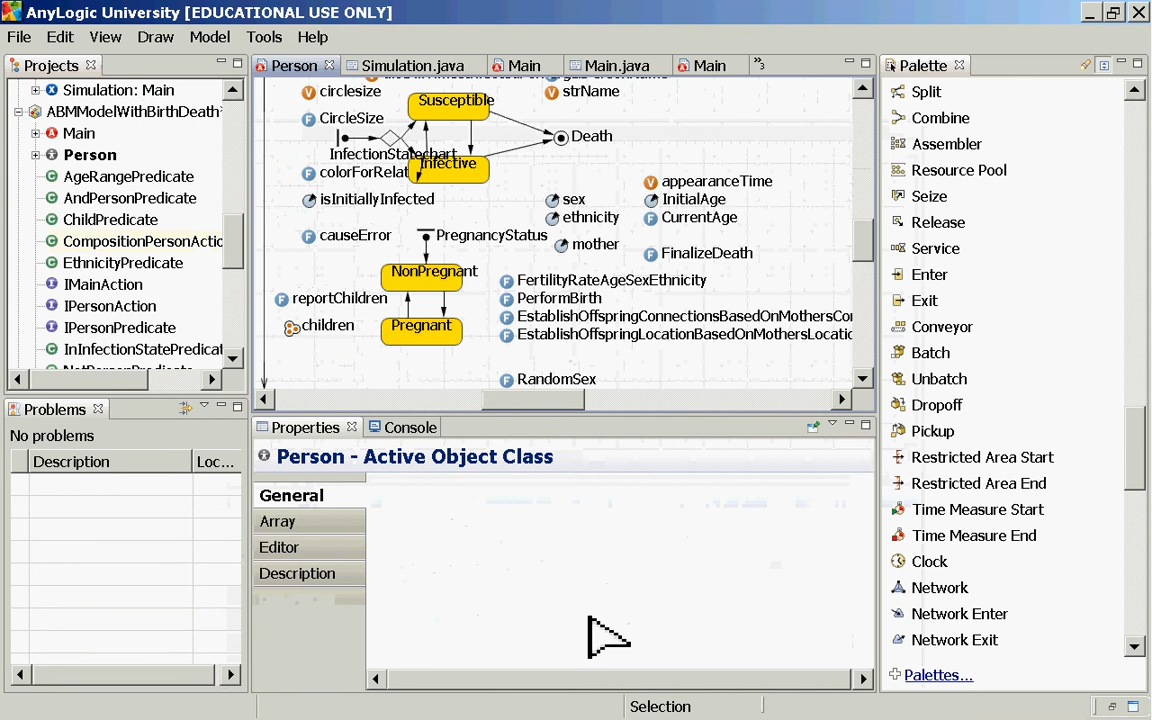 AnyLogic University [EDUCATIONAL USE ONLY]
File Edit View Draw Model Tools Help
Projects
Simulation: Main
ABMModelWithBirthDeath
Main
Person
AgeRangePredicate
AndPersonPredicate
ChildPredicate
CompositionPersonActic
EthnicityPredicate
IMainAction
IPersonAction
IPersonPredicate
InInfectionStatePredicat
Problems
No problems
Description Loc...
Person Simulation.java Main Main.java Main »3
circlesize
CircleSize
InfectionStatechart
colorForRelat
isInitiallyInfected
causeError
reportChildren
children
Susceptible
Infective
PregnancyStatus
NonPregnant
Pregnant
strName
Death
sex
ethnicity
mother
appearanceTime
InitialAge
CurrentAge
FinalizeDeath
FertilityRateAgeSexEthnicity
PerformBirth
EstablishOffspringConnectionsBasedOnMothersCo
EstablishOffspringLocationBasedOnMothersLocatic
RandomSex
Properties Console
Person - Active Object Class
General
Array
Editor
Description
Palette
Split
Combine
Assembler
Resource Pool
Seize
Release
Service
Enter
Exit
Conveyor
Batch
Unbatch
Dropoff
Pickup
Restricted Area Start
Restricted Area End
Time Measure Start
Time Measure End
Clock
Network
Network Enter
Network Exit
Palettes...
Selection